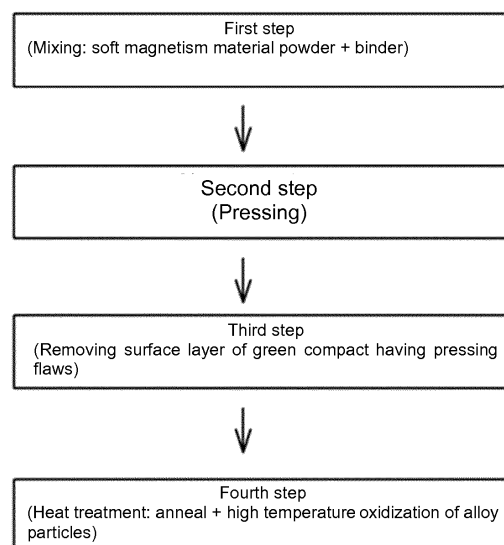 First step
(Mixing: soft magnetism material powder + binder)
Second step
(Pressing)
Third step
(Removing surface layer of green compact having pressing
flaws)
Fourth step
(Heat treatment: anneal + high temperature oxidization of alloy
particles)